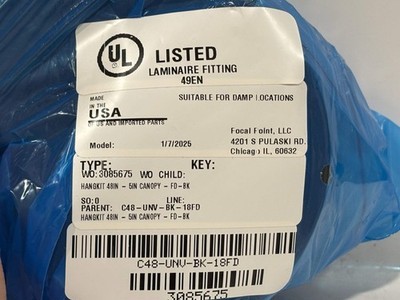 UL LISTED
LAMINAIRE FITTING
49EN
MADE IN THE USA SUITABLE FOR DAMP LOCATIONS
OF US AND IMPORTED PARTS
Focal Point, LLC
4201 S PULASKI RD.
Model: 1/7/2025 Chicago IL, 60632
TYPE: KEY:
WO:3085675 WO CHILD:
HANGKIT 48IN - 5IN CANOPY - FD-BK
SO:0 LINE:
PARENT: C48-UNV-BK-18FD
HANGKIT 48IN - 5IN CANOPY - FD-BK
C48-UNV-BK-18FD
3085675